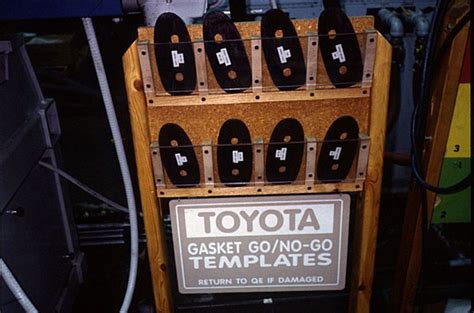 TOYOTA
GASKET GO/NO-GO
TEMPLATES
RETURN TO QE IF DAMAGED